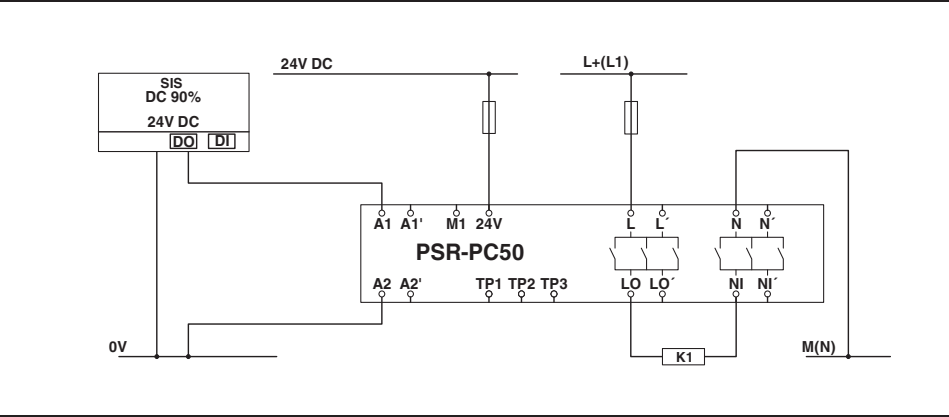 24V DC
L+(L1)
SIS
DC 90%
24V DC
DO DI
A1 A1' M1 24V L L´ N N´
PSR-PC50
A2 A2' TP1 TP2 TP3 LO LO´ NI NI´
0V
K1
M(N)